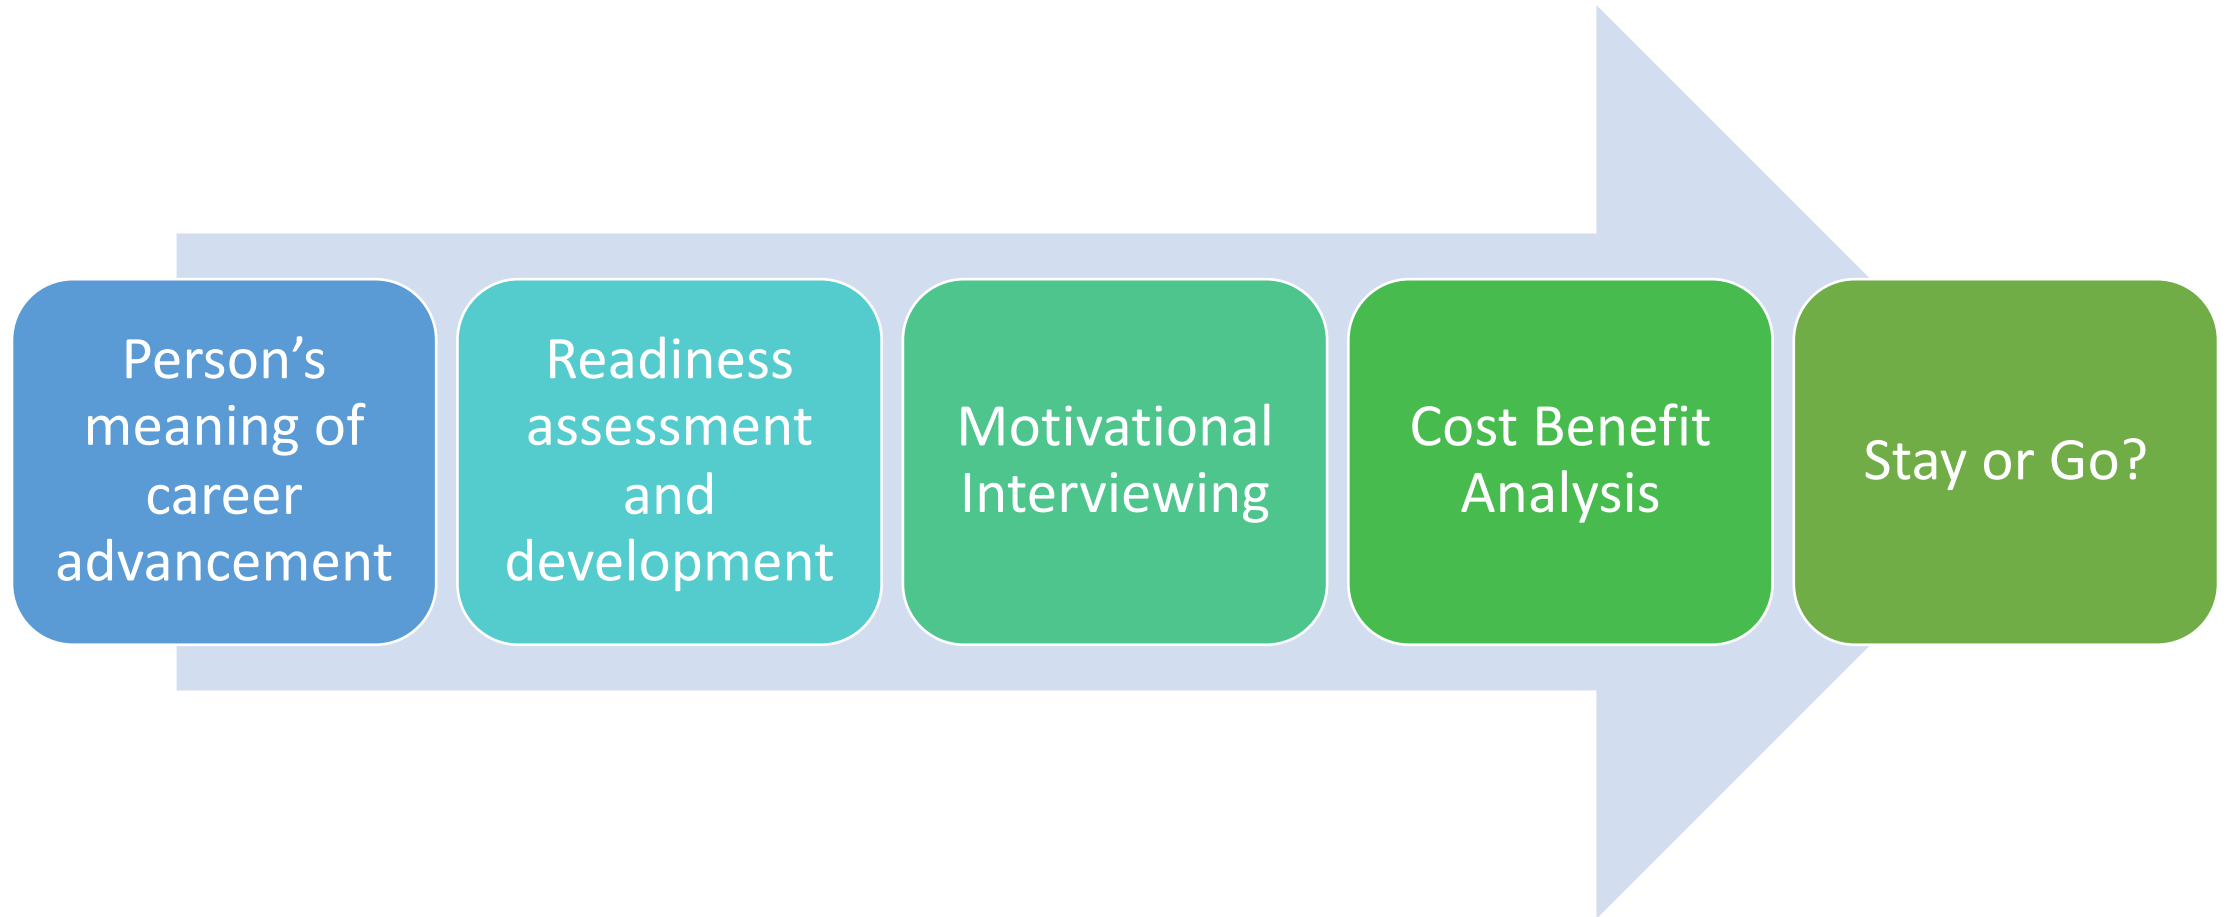 Person’s
meaning of
career
advancement
Readiness
assessment
and
development
Motivational
Interviewing
Cost Benefit
Analysis
Stay or Go?